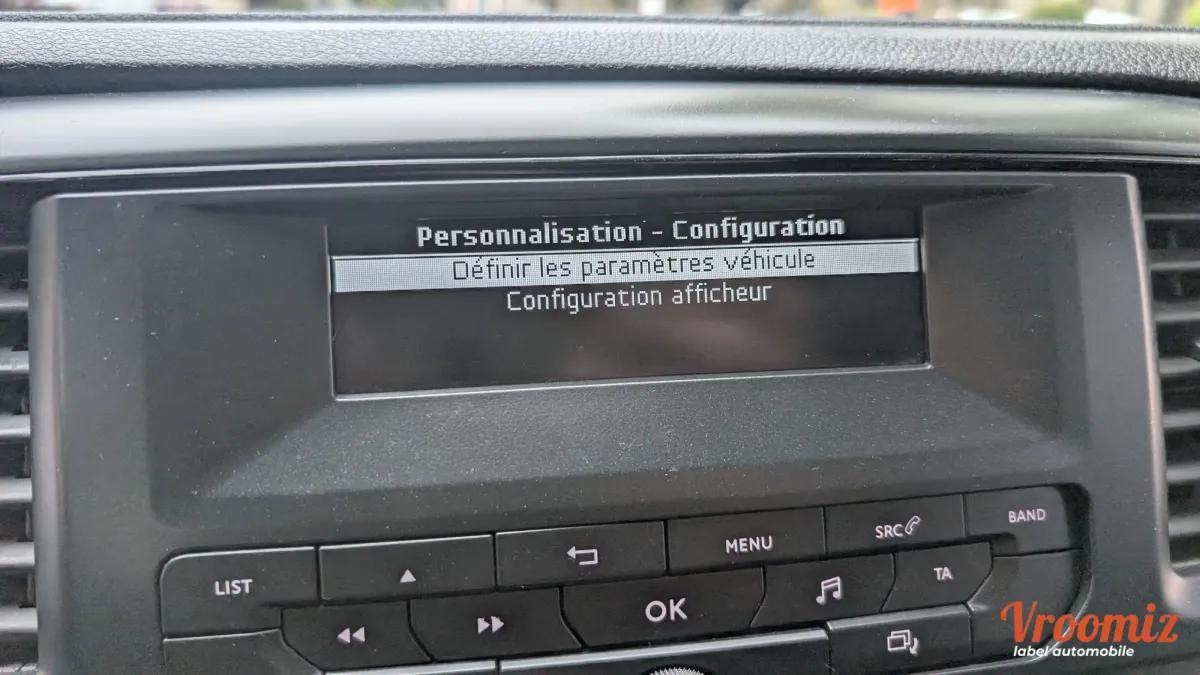 Personnalisation - Configuration
Définir les paramètres véhicule
Configuration afficheur
LIST
MENU
SRC
BAND
OK
TA
Vroomiz
label automobile